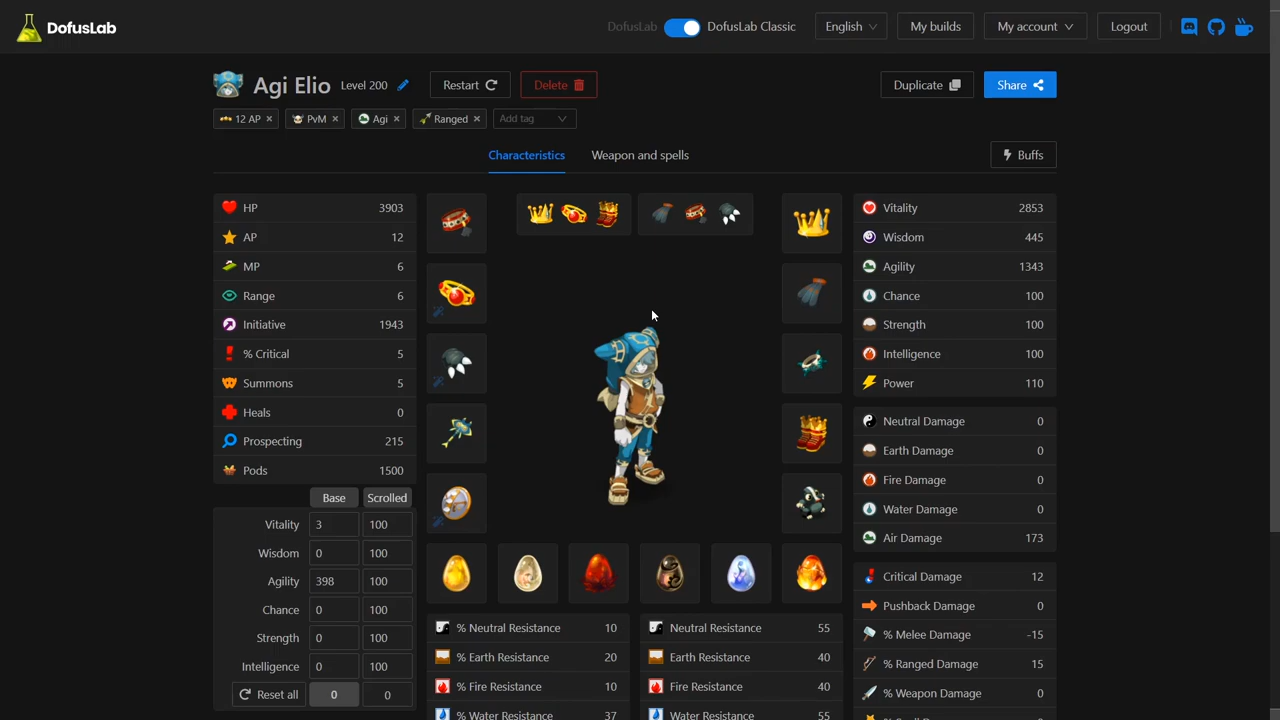 DofusLab DofusLab DofusLab Classic English My builds My account Logout
Agi Elio Level 200 Restart Delete Duplicate Share
12 AP × PvM × Agi × Ranged × Add tag
Characteristics Weapon and spells Buffs
HP 3903
AP 12
MP 6
Range 6
Initiative 1943
% Critical 5
Summons 5
Heals 0
Prospecting 215
Pods 1500
Base Scrolled
Vitality 3 100
Wisdom 0 100
Agility 398 100
Chance 0 100
Strength 0 100
Intelligence 0 100
Reset all 0 0
% Neutral Resistance 10
% Earth Resistance 20
% Fire Resistance 10
% Water Resistance 37
Neutral Resistance 55
Earth Resistance 40
Fire Resistance 40
Water Resistance 55
Vitality 2853
Wisdom 445
Agility 1343
Chance 100
Strength 100
Intelligence 100
Power 110
Neutral Damage 0
Earth Damage 0
Fire Damage 0
Water Damage 0
Air Damage 173
Critical Damage 12
Pushback Damage 0
% Melee Damage -15
% Ranged Damage 15
% Weapon Damage 0